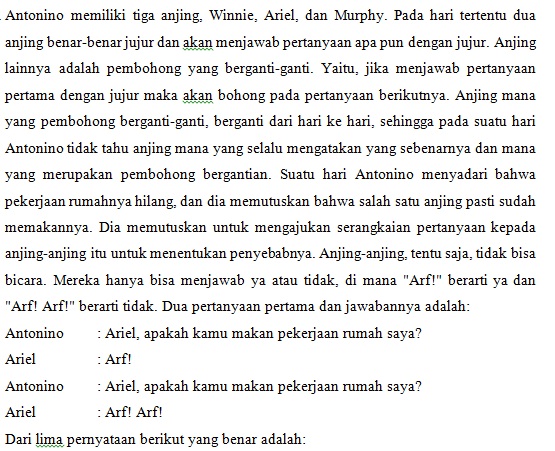 Antonino memiliki tiga anjing, Winnie, Ariel, dan Murphy. Pada hari tertentu dua
anjing benar-benar jujur dan akan menjawab pertanyaan apa pun dengan jujur. Anjing
lainnya adalah pembohong yang berganti-ganti. Yaitu, jika menjawab pertanyaan
pertama dengan jujur maka akan bohong pada pertanyaan berikutnya. Anjing mana
yang pembohong berganti-ganti, berganti dari hari ke hari, sehingga pada suatu hari
Antonino tidak tahu anjing mana yang selalu mengatakan yang sebenarnya dan mana
yang merupakan pembohong bergantian. Suatu hari Antonino menyadari bahwa
pekerjaan rumahnya hilang, dan dia memutuskan bahwa salah satu anjing pasti sudah
memakannya. Dia memutuskan untuk mengajukan serangkaian pertanyaan kepada
anjing-anjing itu untuk menentukan penyebabnya. Anjing-anjing, tentu saja, tidak bisa
bicara. Mereka hanya bisa menjawab ya atau tidak, di mana "Arf!" berarti ya dan
"Arf! Arf!" berarti tidak. Dua pertanyaan pertama dan jawabannya adalah:
Antonino : Ariel, apakah kamu makan pekerjaan rumah saya?
Ariel : Arf!
Antonino : Ariel, apakah kamu makan pekerjaan rumah saya?
Ariel : Arf! Arf!
Dari lima pernyataan berikut yang benar adalah: